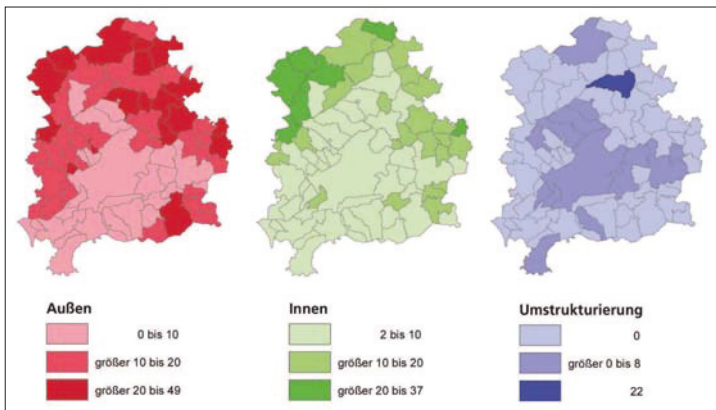 Außen
0 bis 10
größer 10 bis 20
größer 20 bis 49
Innen
2 bis 10
größer 10 bis 20
größer 20 bis 37
Umstrukturierung
0
größer 0 bis 8
22